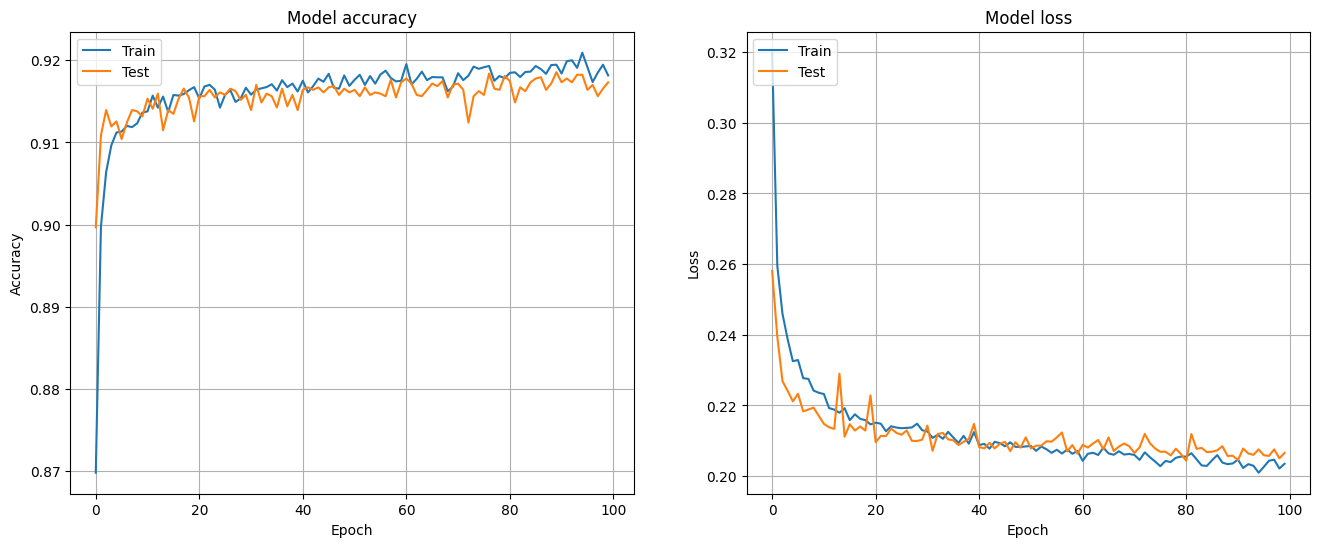 Model accuracy
Train
Test
0.92
0.91
0.90
0.89
0.88
0.87
Accuracy
0 20 40 60 80 100
Epoch
Model loss
Train
Test
0.32
0.30
0.28
0.26
0.24
0.22
0.20
Loss
0 20 40 60 80 100
Epoch